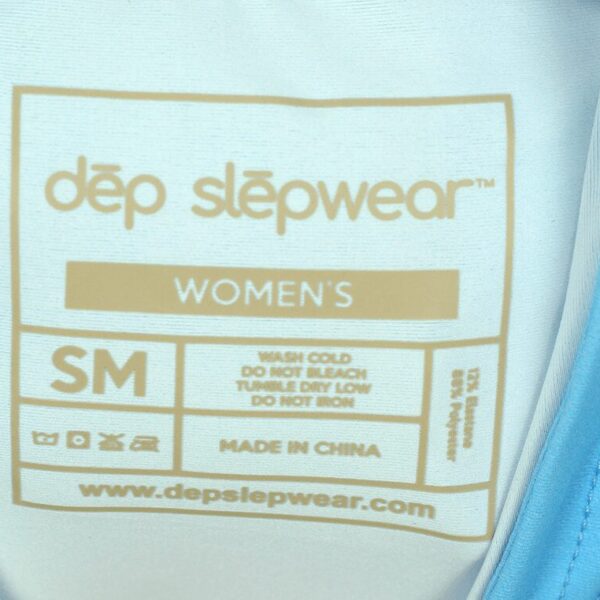 dēp slēpwear™
WOMEN'S
SM
WASH COLD
DO NOT BLEACH
TUMBLE DRY LOW
DO NOT IRON
12% Elastane
88% Polyester
MADE IN CHINA
www.depslepwear.com